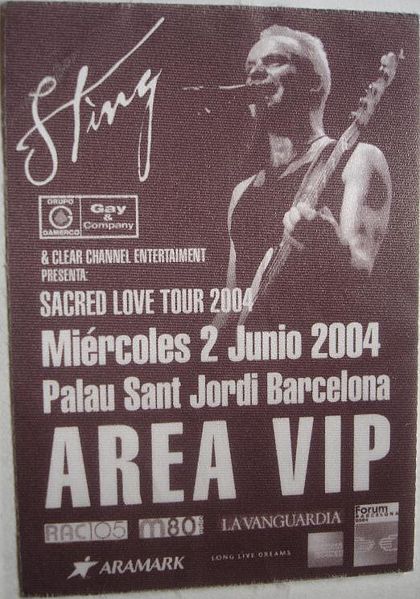 Sting
GRUPO
GAMERCO
Gay
&
Company
& CLEAR CHANNEL ENTERTAIMENT
PRESENTA:
SACRED LOVE TOUR 2004
Miércoles 2 Junio 2004
Palau Sant Jordi Barcelona
AREA VIP
RAC105
m80
LA VANGUARDIA
Forum
BARCELONA
2004
ARAMARK
LONG LIVE DREAMS